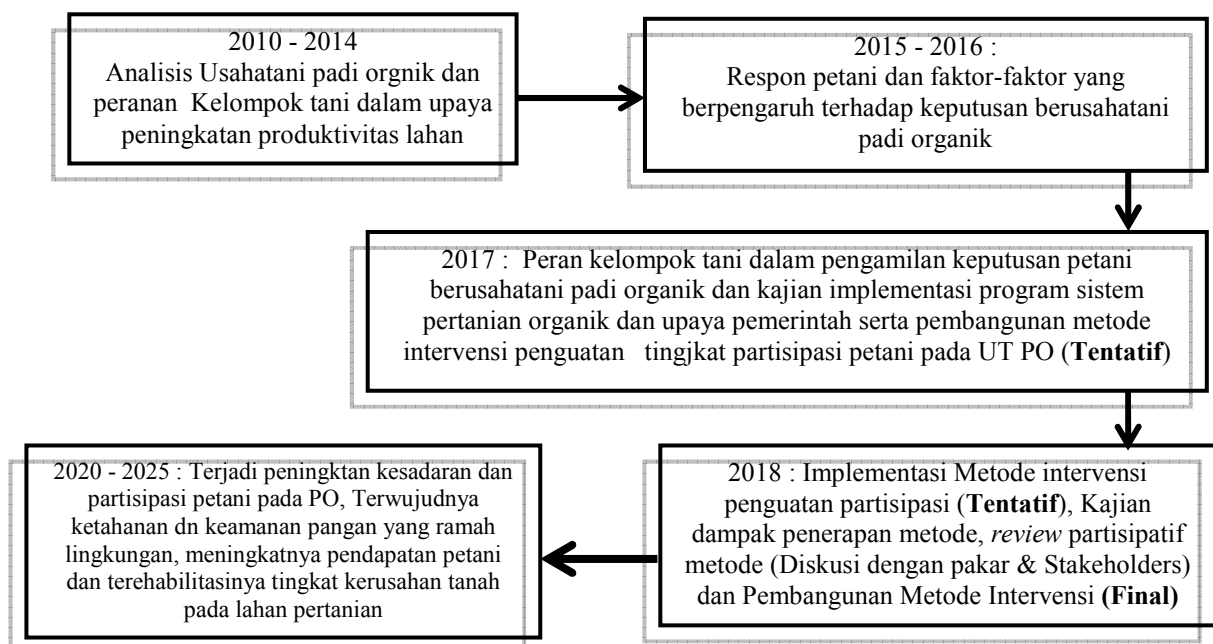 2010 - 2014
Analisis Usahatani padi orgnik dan
peranan Kelompok tani dalam upaya
peningkatan produktivitas lahan
2015 - 2016 :
Respon petani dan faktor-faktor yang
berpengaruh terhadap keputusan berusahatani
padi organik
2017 : Peran kelompok tani dalam pengamilan keputusan petani
berusahatani padi organik dan kajian implementasi program sistem
pertanian organik dan upaya pemerintah serta pembangunan metode
intervensi penguatan tingjkat partisipasi petani pada UT PO (Tentatif)
2018 : Implementasi Metode intervensi
penguatan partisipasi (Tentatif), Kajian
dampak penerapan metode, review partisipatif
metode (Diskusi dengan pakar & Stakeholders)
dan Pembangunan Metode Intervensi (Final)
2020 - 2025 : Terjadi peningktan kesadaran dan
partisipasi petani pada PO, Terwujudnya
ketahanan dn keamanan pangan yang ramah
lingkungan, meningkatnya pendapatan petani
dan terehabilitasinya tingkat kerusahan tanah
pada lahan pertanian